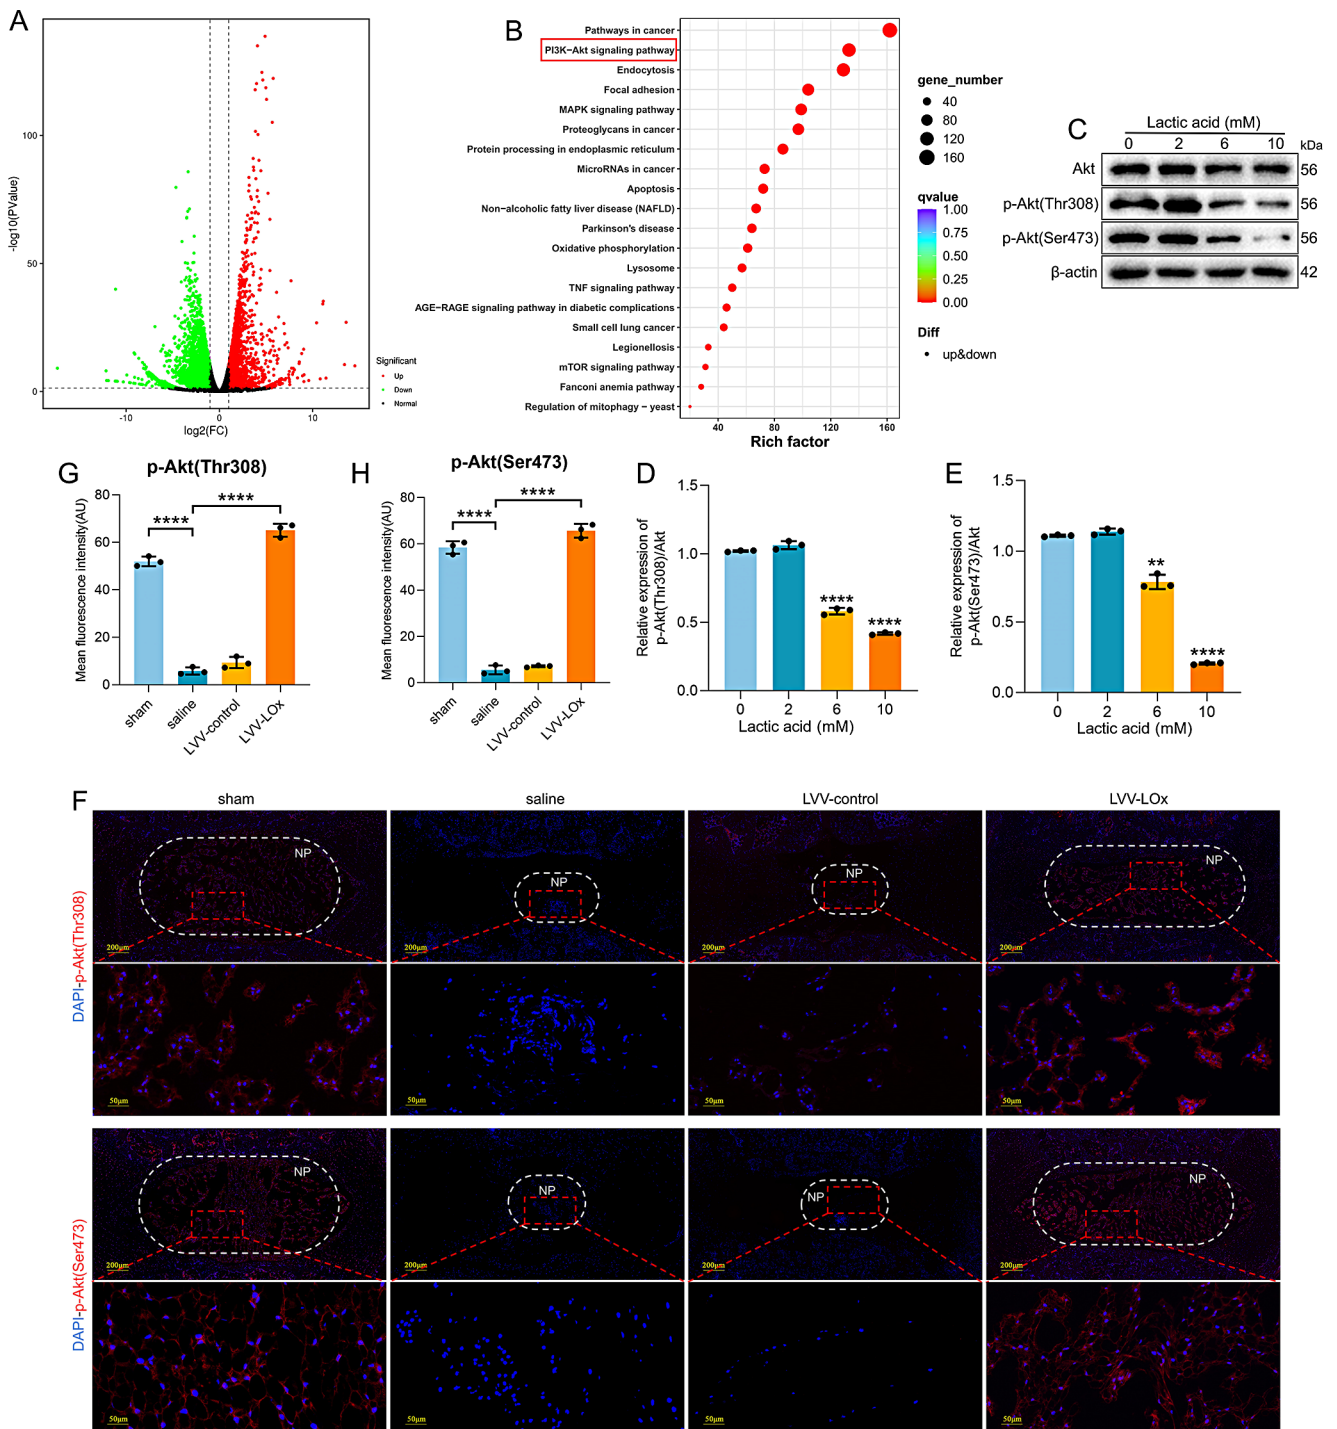 A
-log10(PValue)
100
50
0
-10
0
10
log2(FC)
Significant
Up
Down
Normal
B
Pathways in cancer
PI3K−Akt signaling pathway
Endocytosis
Focal adhesion
MAPK signaling pathway
Proteoglycans in cancer
Protein processing in endoplasmic reticulum
MicroRNAs in cancer
Apoptosis
Non−alcoholic fatty liver disease (NAFLD)
Parkinson's disease
Oxidative phosphorylation
Lysosome
TNF signaling pathway
AGE−RAGE signaling pathway in diabetic complications
Small cell lung cancer
Legionellosis
mTOR signaling pathway
Fanconi anemia pathway
Regulation of mitophagy − yeast
40
80
120
160
Rich factor
gene_number
40
80
120
160
qvalue
1.00
0.75
0.50
0.25
0.00
Diff
up&down
C
Lactic acid (mM)
0 2 6 10 kDa
Akt 56
p-Akt(Thr308) 56
p-Akt(Ser473) 56
β-actin 42
G
p-Akt(Thr308)
Mean fluorescence intensity(AU)
80
60
40
20
0
****
****
sham
saline
LVV-control
LVV-LOx
H
p-Akt(Ser473)
Mean fluorescence intensity(AU)
80
60
40
20
0
****
****
sham
saline
LVV-control
LVV-LOx
D
Relative expression of
p-Akt(Thr308)/Akt
1.5
1.0
0.5
0.0
****
****
0 2 6 10
Lactic acid (mM)
E
Relative expression of
p-Akt(Ser473)/Akt
1.5
1.0
0.5
0.0
**
****
0 2 6 10
Lactic acid (mM)
F
sham
saline
LVV-control
LVV-LOx
DAPI-p-Akt(Thr308)
NP
200μm
NP
200μm
NP
200μm
NP
200μm
50μm
50μm
50μm
50μm
DAPI-p-Akt(Ser473)
NP
200μm
NP
200μm
NP
200μm
NP
200μm
50μm
50μm
50μm
50μm